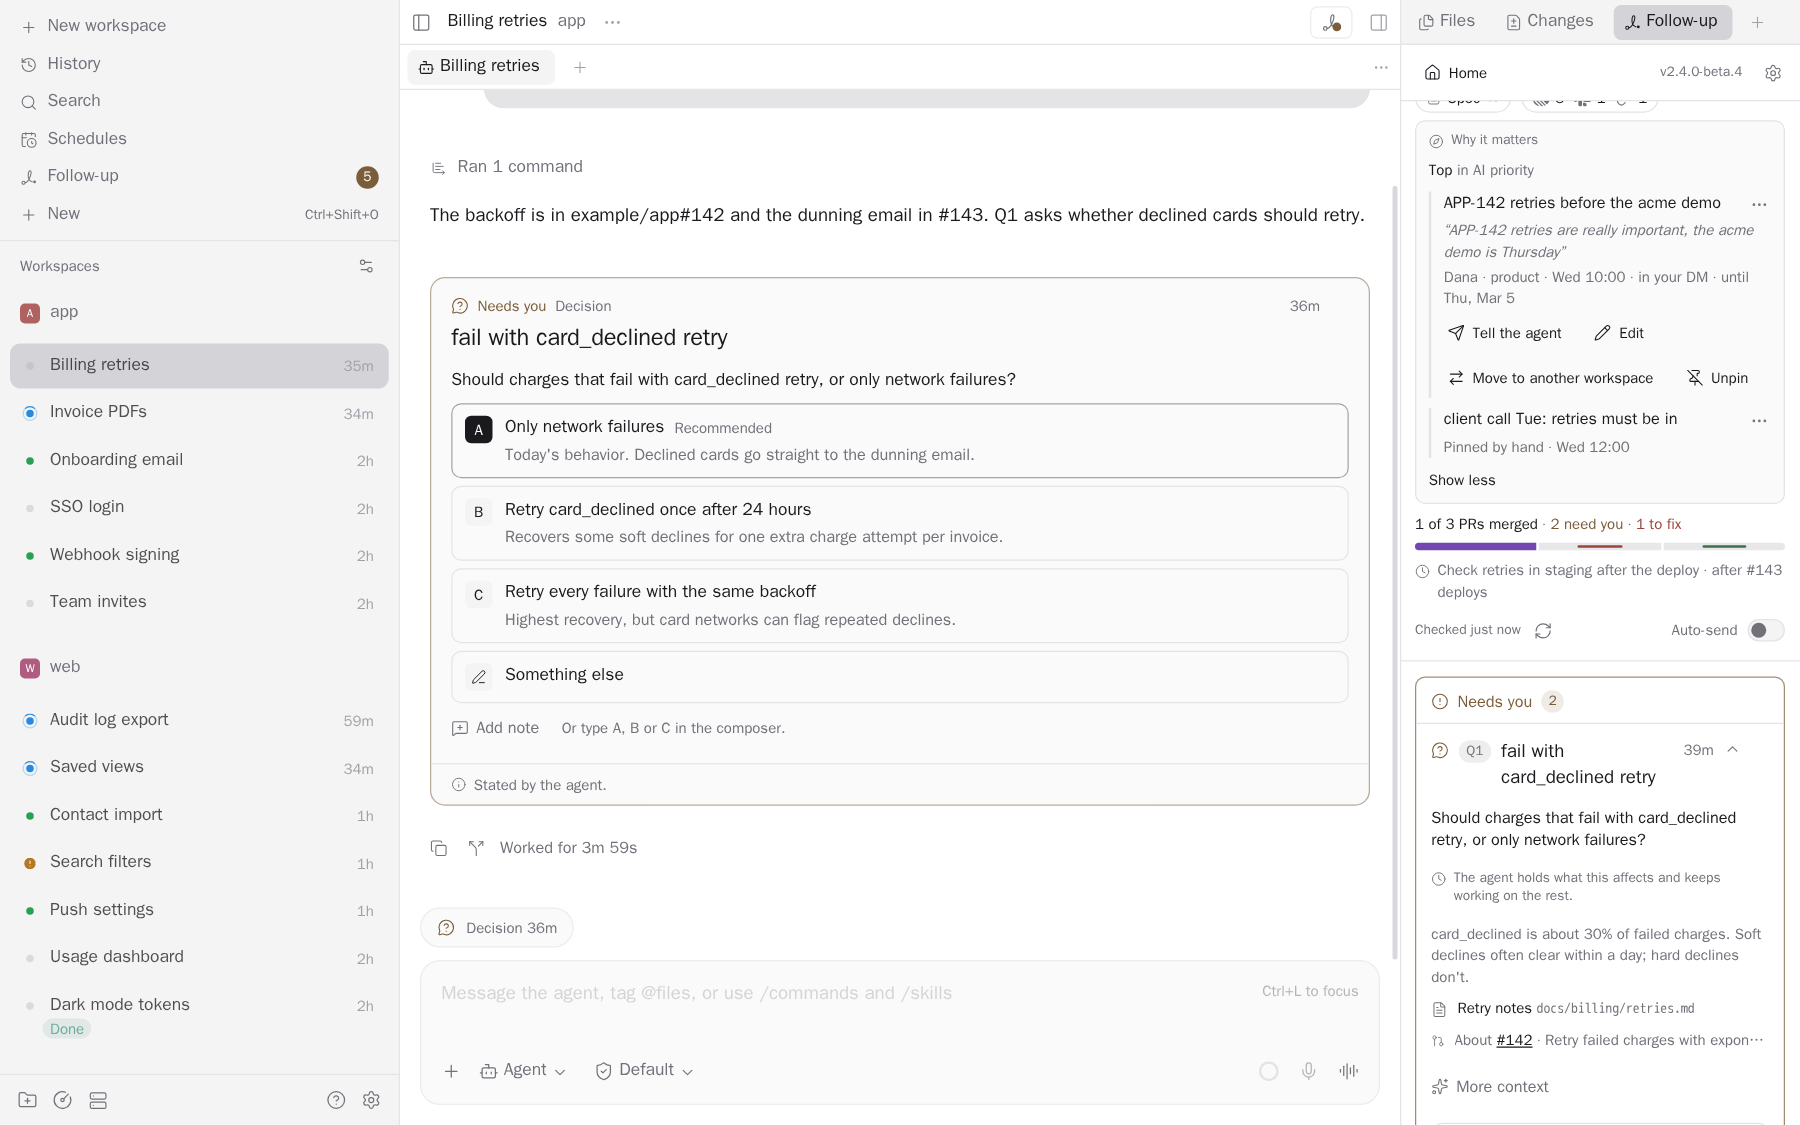 New workspace
History
Search
Schedules
Follow-up
5
New
Ctrl+Shift+O
Workspaces
A
app
Billing retries
35m
Invoice PDFs
34m
Onboarding email
2h
SSO login
2h
Webhook signing
2h
Team invites
2h
W
web
Audit log export
59m
Saved views
34m
Contact import
1h
Search filters
1h
Push settings
1h
Usage dashboard
2h
Dark mode tokens
2h
Done
Billing retries
app
Billing retries
Ran 1 command
The backoff is in example/app#142 and the dunning email in #143. Q1 asks whether declined cards should retry.
Needs you
Decision
36m
fail with card_declined retry
Should charges that fail with card_declined retry, or only network failures?
A
Only network failures
Recommended
Today's behavior. Declined cards go straight to the dunning email.
B
Retry card_declined once after 24 hours
Recovers some soft declines for one extra charge attempt per invoice.
C
Retry every failure with the same backoff
Highest recovery, but card networks can flag repeated declines.
Something else
Add note
Or type A, B or C in the composer.
Stated by the agent.
Worked for 3m 59s
Decision 36m
Message the agent, tag @files, or use /commands and /skills
Ctrl+L to focus
Agent
Default
Files
Changes
Follow-up
Home
v2.4.0-beta.4
Why it matters
Top in AI priority
APP-142 retries before the acme demo
“APP-142 retries are really important, the acme
demo is Thursday”
Dana · product · Wed 10:00 · in your DM · until
Thu, Mar 5
Tell the agent
Edit
Move to another workspace
Unpin
client call Tue: retries must be in
Pinned by hand · Wed 12:00
Show less
1 of 3 PRs merged · 2 need you · 1 to fix
Check retries in staging after the deploy · after #143
deploys
Checked just now
Auto-send
Needs you
2
Q1
fail with
card_declined retry
39m
Should charges that fail with card_declined
retry, or only network failures?
The agent holds what this affects and keeps
working on the rest.
card_declined is about 30% of failed charges. Soft
declines often clear within a day; hard declines
don't.
Retry notes docs/billing/retries.md
About #142 · Retry failed charges with expon…
More context